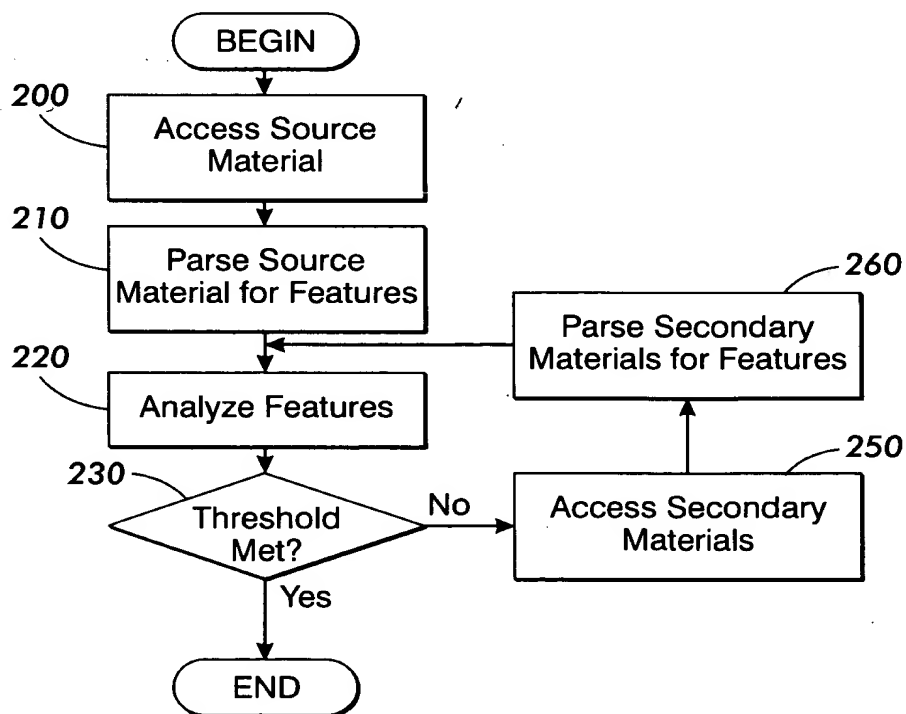 BEGIN
200
Access Source
Material
210
Parse Source
Material for Features
260
Parse Secondary
Materials for Features
220
Analyze Features
230
Threshold
Met?
No
250
Access Secondary
Materials
Yes
END